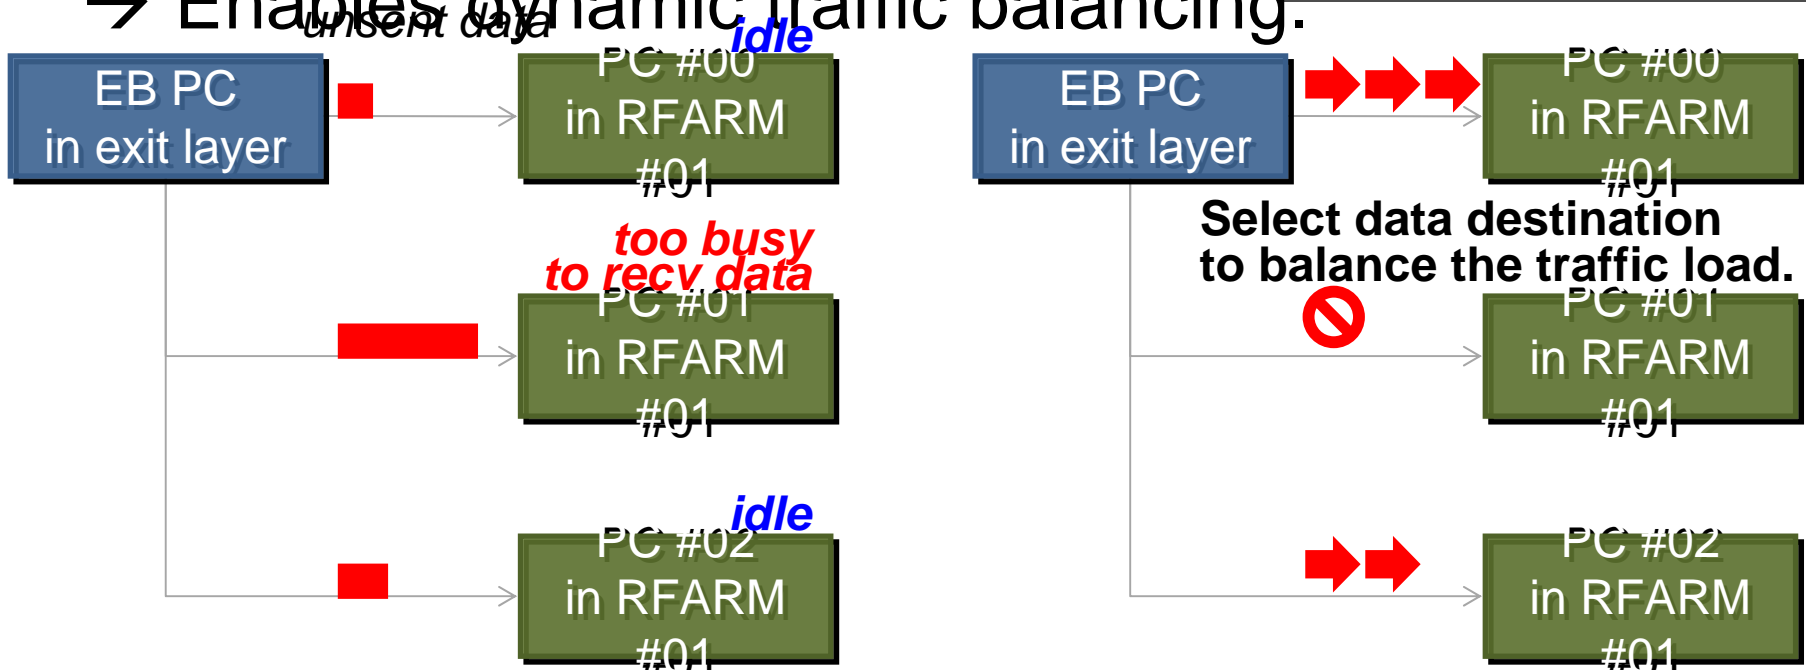 → Enables dynamic traffic balancing.
unsent data
idle
EB PC
in exit layer
PC #00
in RFARM
#01
too busy
to recv data
PC #01
in RFARM
#01
idle
PC #02
in RFARM
#01
EB PC
in exit layer
PC #00
in RFARM
#01
Select data destination
to balance the traffic load.
PC #01
in RFARM
#01
PC #02
in RFARM
#01